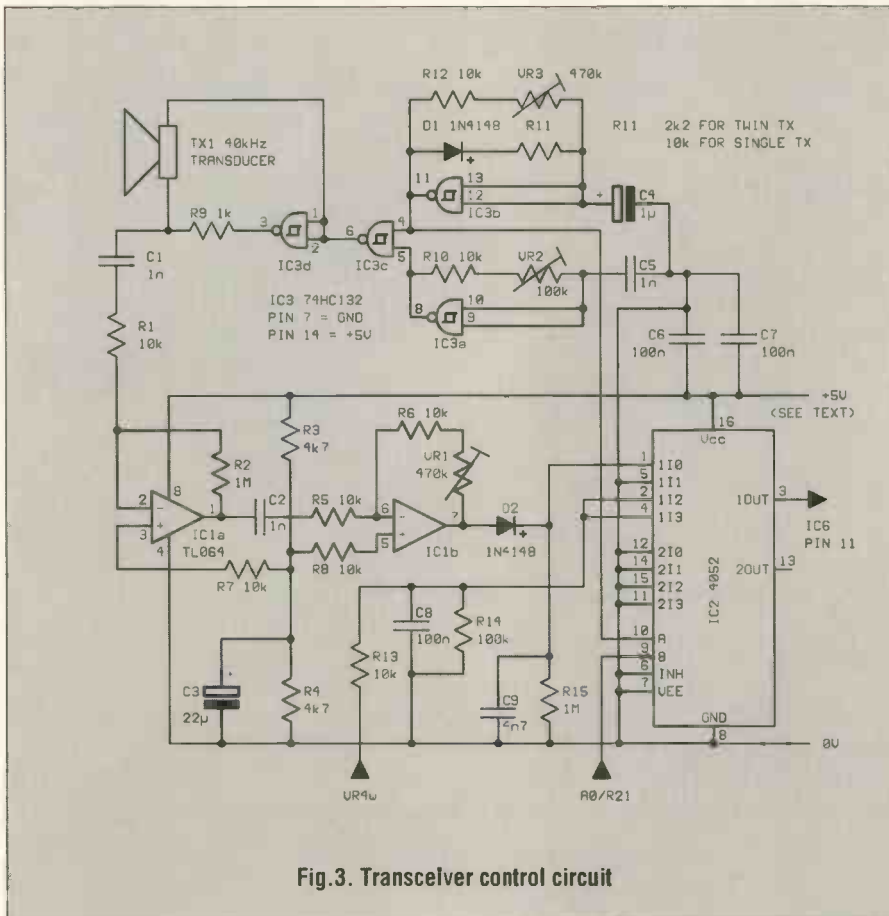 R12 10k
VR3
470k
D1 1N4148
R11
R11 2k2 FOR TWIN TX
10k FOR SINGLE TX
TX1 40kHz
TRANSDUCER
11
13
12
IC3b
+
C4
1µ
3
R9 1k
1
2
IC3d
6
4
5
IC3c
R10 10k
VR2
100k
C5
1n
C1
1n
8
10
9
IC3a
IC3 74HC132
PIN 7 = GND
PIN 14 = +5V
C6
100n
C7
100n
R1
10k
+5V
(SEE TEXT)
R3
4k7
R6 10k
VR1
470k
16
Vcc
R2
1M
2
8
1
3
4
IC1a
TL064
C2
1n
R5 10k
R8 10k
6
7
5
IC1b
D2
1N4148
1 1I0
5 1I1
2 1I2
4 1I3
1OUT 3
IC6
PIN 11
12 2I0
14 2I1
15 2I2
11 2I3
2OUT 13
IC2 4052
10 A
9 B
6 INH
7 VEE
GND
8
R7 10k
C8
100n
R14
100k
R13
10k
C3
22µ
R4
4k7
C9
4n7
R15
1M
0V
VR4w
A0/R21
Fig.3. Transceiver control circuit